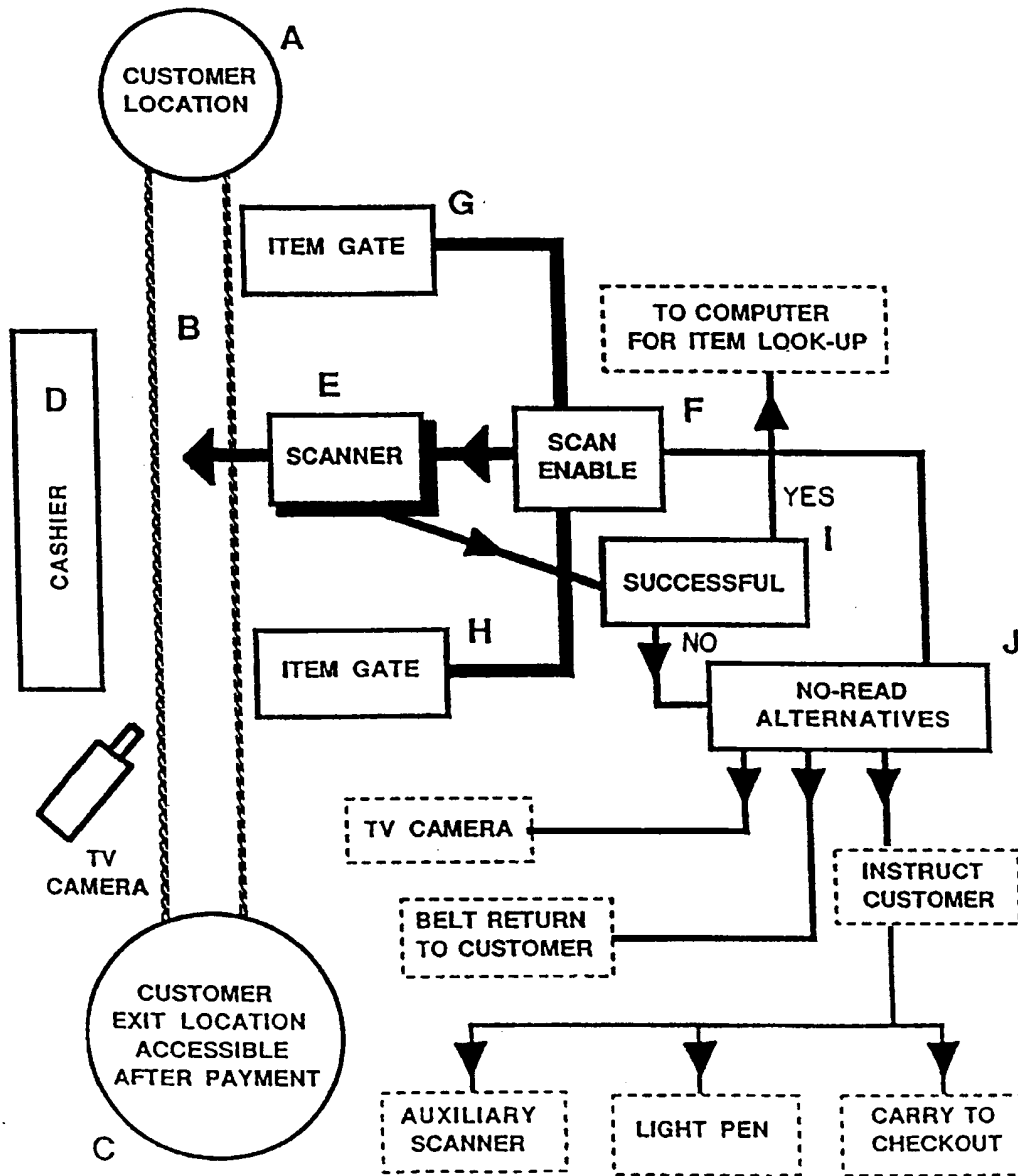 A
CUSTOMER
LOCATION
G
ITEM GATE
TO COMPUTER
FOR ITEM LOOK-UP
B
D
CASHIER
E
SCANNER
F
SCAN
ENABLE
YES
I
SUCCESSFUL
NO
H
ITEM GATE
J
NO-READ
ALTERNATIVES
TV
CAMERA
TV CAMERA
INSTRUCT
CUSTOMER
BELT RETURN
TO CUSTOMER
CUSTOMER
EXIT LOCATION
ACCESSIBLE
AFTER PAYMENT
C
AUXILIARY
SCANNER
LIGHT PEN
CARRY TO
CHECKOUT